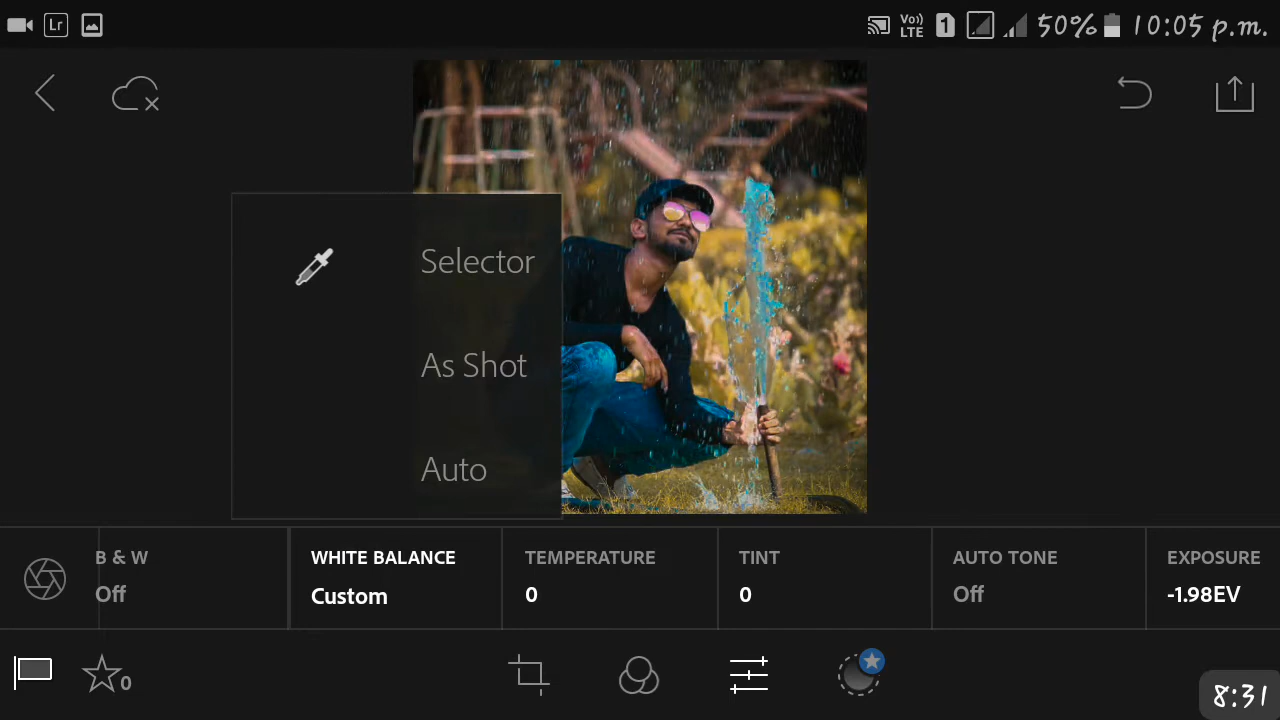 Lr Vo)) LTE 1 50% 10:05 p.m.
Selector
As Shot
Auto
B & W WHITE BALANCE TEMPERATURE TINT AUTO TONE EXPOSURE
Off Custom 0 0 Off -1.98EV
0
8:31